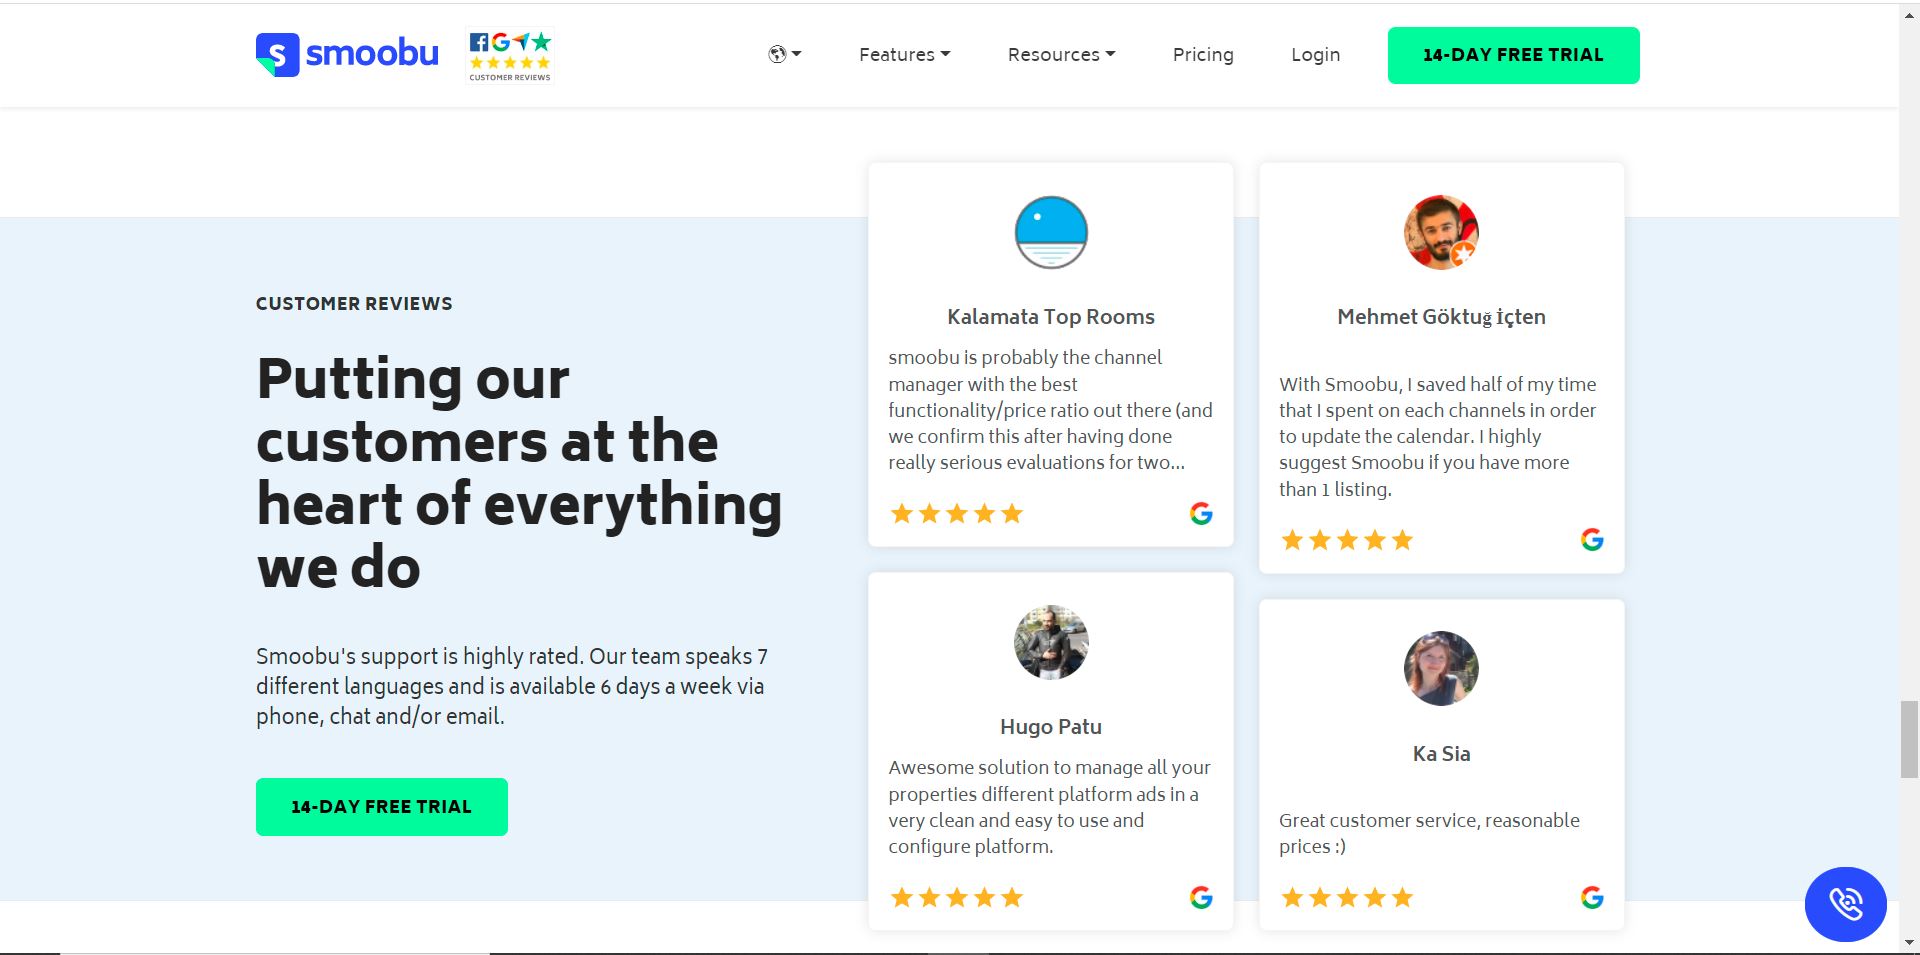 smoobu
CUSTOMER REVIEWS
Features
Resources
Pricing
Login
14-DAY FREE TRIAL
CUSTOMER REVIEWS
Putting our
customers at the
heart of everything
we do
Smoobu's support is highly rated. Our team speaks 7
different languages and is available 6 days a week via
phone, chat and/or email.
14-DAY FREE TRIAL
Kalamata Top Rooms
smoobu is probably the channel
manager with the best
functionality/price ratio out there (and
we confirm this after having done
really serious evaluations for two...
Mehmet Göktuğ İçten
With Smoobu, I saved half of my time
that I spent on each channels in order
to update the calendar. I highly
suggest Smoobu if you have more
than 1 listing.
Hugo Patu
Awesome solution to manage all your
properties different platform ads in a
very clean and easy to use and
configure platform.
Ka Sia
Great customer service, reasonable
prices :)